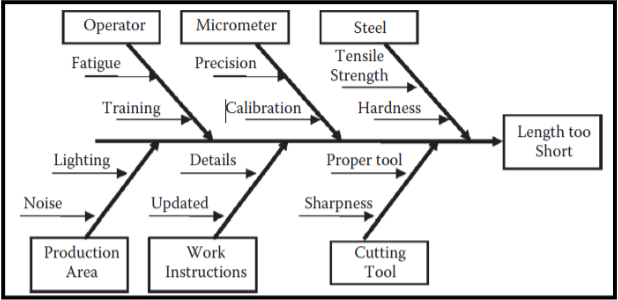 Operator
Micrometer
Steel
Fatigue
Precision
Tensile
Strength
Training
Calibration
Hardness
Length too
Short
Lighting
Details
Proper tool
Noise
Updated
Sharpness
Production
Area
Work
Instructions
Cutting
Tool